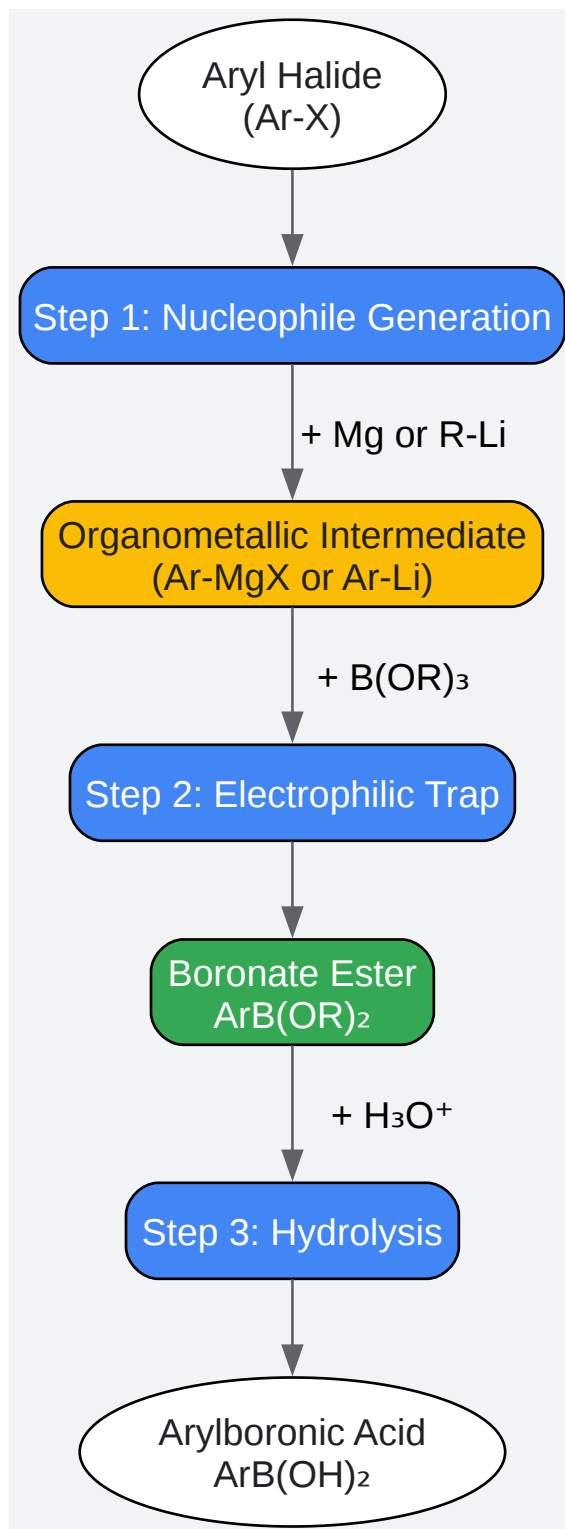 Aryl Halide
(Ar-X)
Step 1: Nucleophile Generation
+ Mg or R-Li
Organometallic Intermediate
(Ar-MgX or Ar-Li)
+ B(OR)₃
Step 2: Electrophilic Trap
Boronate Ester
ArB(OR)₂
+ H₃O⁺
Step 3: Hydrolysis
Arylboronic Acid
ArB(OH)₂